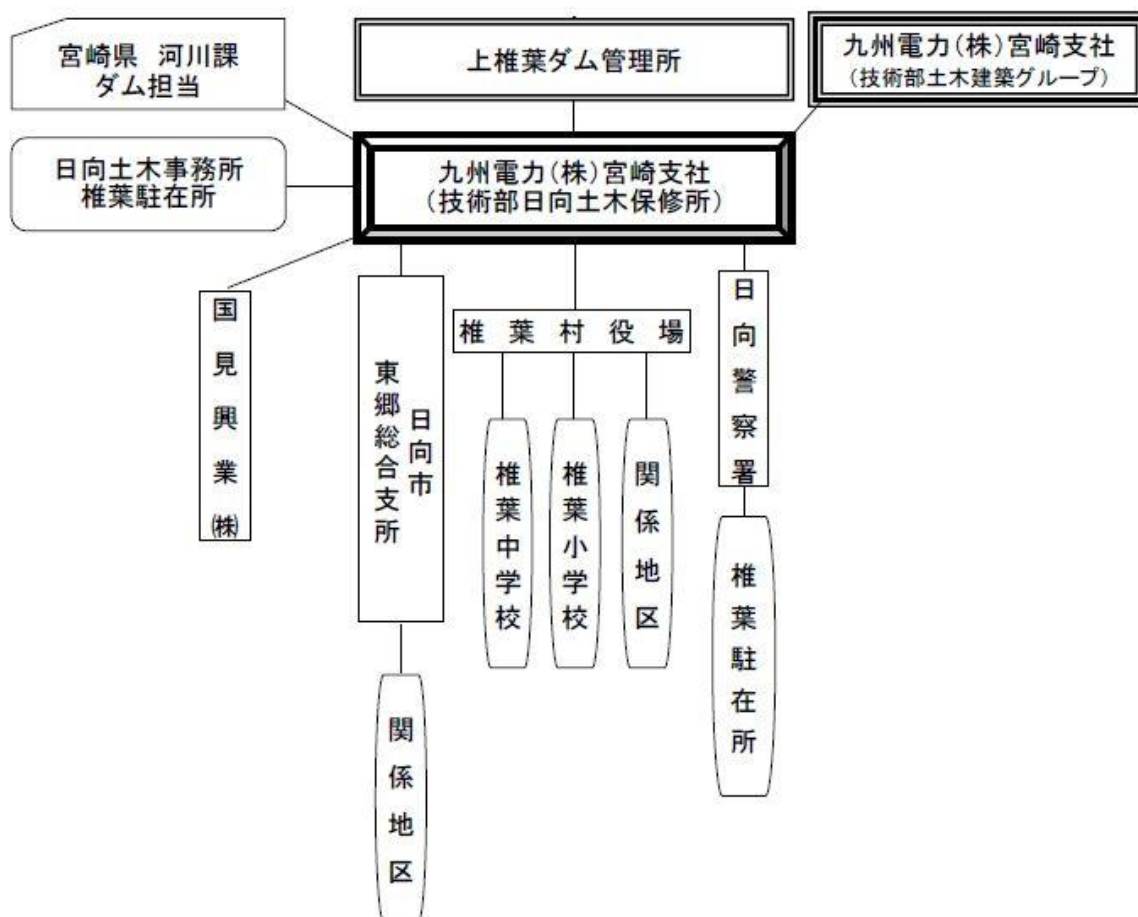 宮崎県 河川課
ダム担当
上椎葉ダム管理所
九州電力(株)宮崎支社
(技術部土木建築グループ)
日向土木事務所
椎葉駐在所
九州電力(株)宮崎支社
(技術部日向土木保修所)
国見興業㈱
日向市
東郷総合支所
関係地区
椎葉村役場
椎葉中学校
椎葉小学校
関係地区
日向警察署
椎葉駐在所